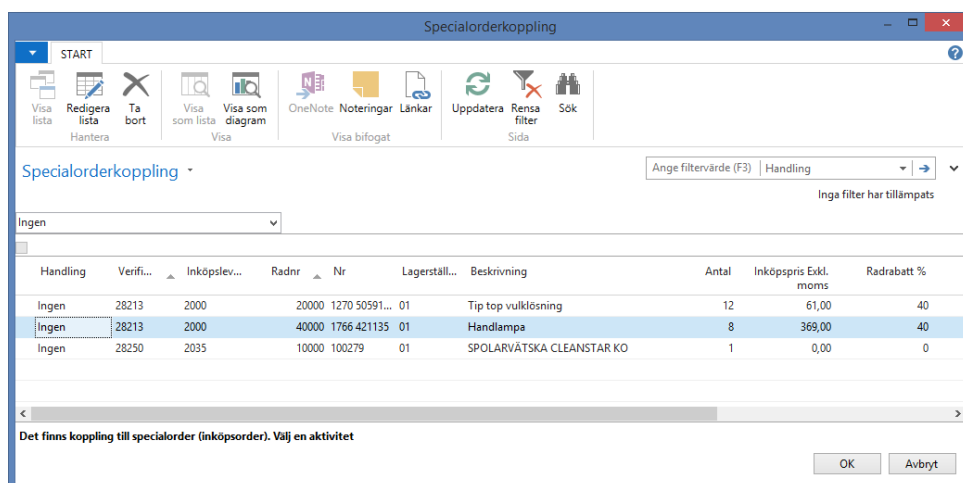 Specialorderkoppling
START
Visa lista Redigera lista Ta bort Visa som lista Visa som diagram OneNote Noteringar Länkar Uppdatera Rensa filter Sök
Hantera Visa Visa bifogat Sida
Specialorderkoppling Ange filtervärde (F3) Handling
Inga filter har tillämpats
Ingen
Handling Verifi... Inköpslev... Radnr Nr Lagerställ... Beskrivning Antal Inköpspris Exkl. moms Radrabatt %
Ingen 28213 2000 20000 1270 50591... 01 Tip top vulklösning 12 61,00 40
Ingen 28213 2000 40000 1766 421135 01 Handlampa 8 369,00 40
Ingen 28250 2035 10000 100279 01 SPOLARVÄTSKA CLEANSTAR KO 1 0,00 0
Det finns koppling till specialorder (inköpsorder). Välj en aktivitet
OK Avbryt